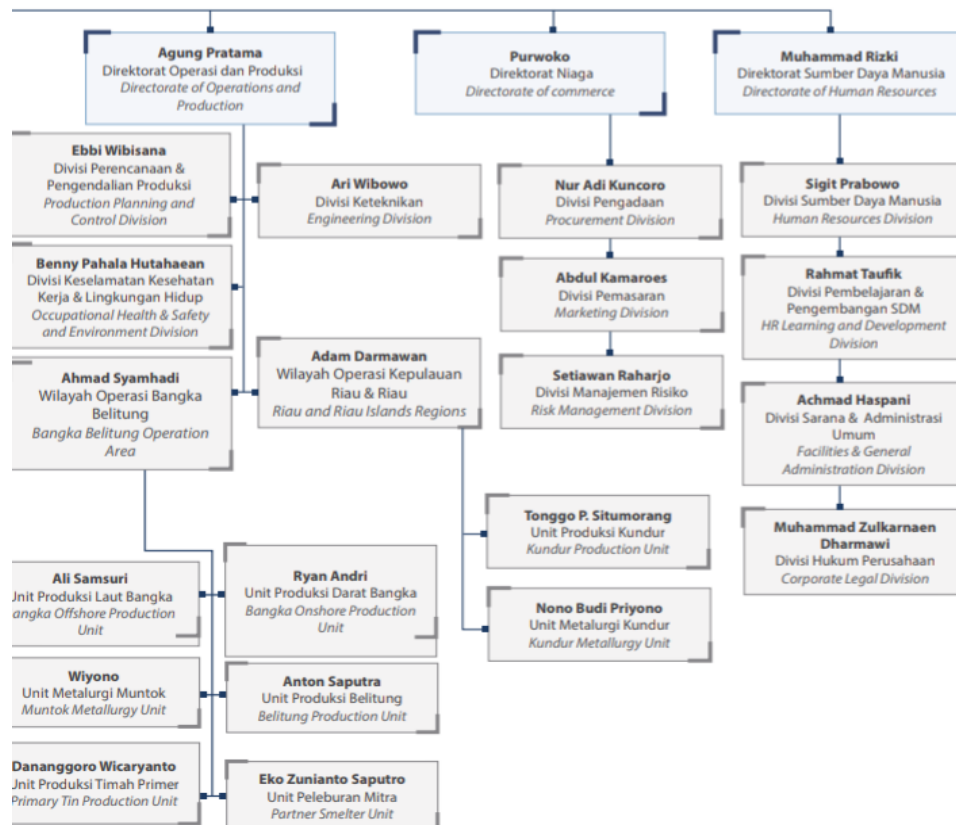 Agung Pratama
Direktorat Operasi dan Produksi
Directorate of Operations and
Production
Purwoko
Direktorat Niaga
Directorate of commerce
Muhammad Rizki
Direktorat Sumber Daya Manusia
Directorate of Human Resources
Ebbi Wibisana
Divisi Perencanaan &
Pengendalian Produksi
Production Planning and
Control Division
Ari Wibowo
Divisi Keteknikan
Engineering Division
Nur Adi Kuncoro
Divisi Pengadaan
Procurement Division
Sigit Prabowo
Divisi Sumber Daya Manusia
Human Resources Division
Benny Pahala Hutahaean
Divisi Keselamatan Kesehatan
Kerja & Lingkungan Hidup
Occupational Health & Safety
and Environment Division
Abdul Kamaroes
Divisi Pemasaran
Marketing Division
Rahmat Taufik
Divisi Pembelajaran &
Pengembangan SDM
HR Learning and Development
Division
Ahmad Syamhadi
Wilayah Operasi Bangka
Belitung
Bangka Belitung Operation
Area
Adam Darmawan
Wilayah Operasi Kepulauan
Riau & Riau
Riau and Riau Islands Regions
Setiawan Raharjo
Divisi Manajemen Risiko
Risk Management Division
Achmad Haspani
Divisi Sarana & Administrasi
Umum
Facilities & General
Administration Division
Tonggo P. Situmorang
Unit Produksi Kundur
Kundur Production Unit
Muhammad Zulkarnaen
Dharmawi
Divisi Hukum Perusahaan
Corporate Legal Division
Ali Samsuri
Unit Produksi Laut Bangka
angka Offshore Production
Unit
Ryan Andri
Unit Produksi Darat Bangka
Bangka Onshore Production
Unit
Nono Budi Priyono
Unit Metalurgi Kundur
Kundur Metallurgy Unit
Wiyono
Unit Metalurgi Muntok
Muntok Metallurgy Unit
Anton Saputra
Unit Produksi Belitung
Belitung Production Unit
Dananggoro Wicaryanto
Unit Produksi Timah Primer
Primary Tin Production Unit
Eko Zunianto Saputro
Unit Peleburan Mitra
Partner Smelter Unit